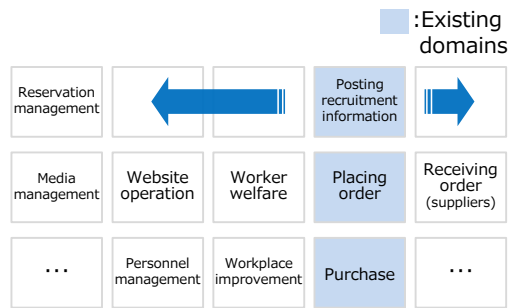 :Existing
domains
Reservation
management
Posting
recruitment
information
Media
management
Website
operation
Worker
welfare
Placing
order
Receiving
order
(suppliers)
...
Personnel
management
Workplace
improvement
Purchase
...